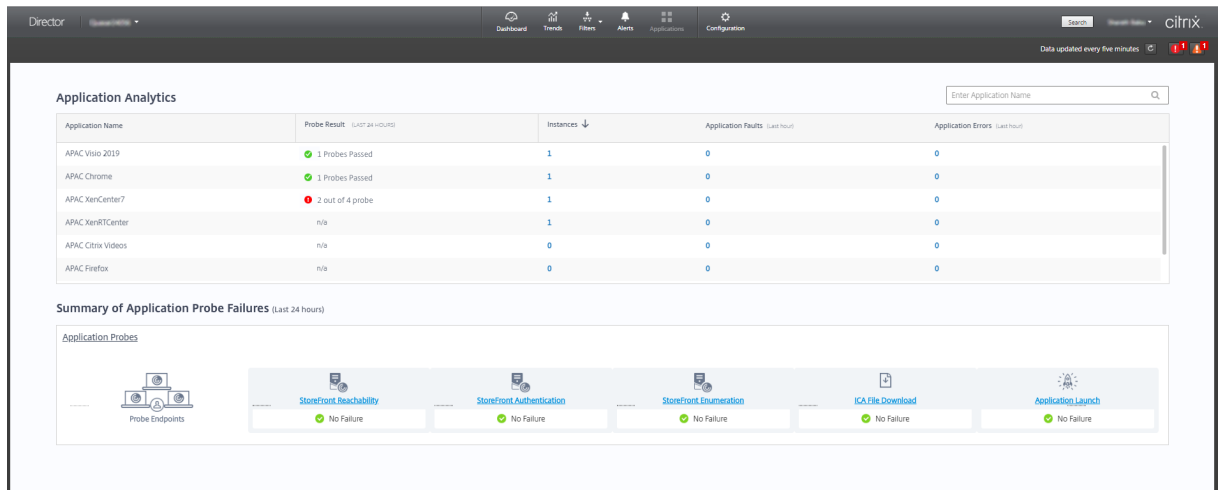 Director
Dashboard Trends Filters Alerts Applications Configuration
Search
citrix
Data updated every five minutes 1 1
Application Analytics
Enter Application Name
Application Name Probe Result (LAST 24 HOURS) Instances Application Faults (Last hour) Application Errors (Last hour)
APAC Visio 2019 1 Probes Passed 1 0 0
APAC Chrome 1 Probes Passed 1 0 0
APAC XenCenter7 2 out of 4 probe 1 0 0
APAC XenRTCenter n/a 1 0 0
APAC Citrix Videos n/a 0 0 0
APAC Firefox n/a 0 0 0
Summary of Application Probe Failures (Last 24 hours)
Application Probes
Probe Endpoints
StoreFront Reachability StoreFront Authentication StoreFront Enumeration ICA File Download Application Launch
No Failure No Failure No Failure No Failure No Failure